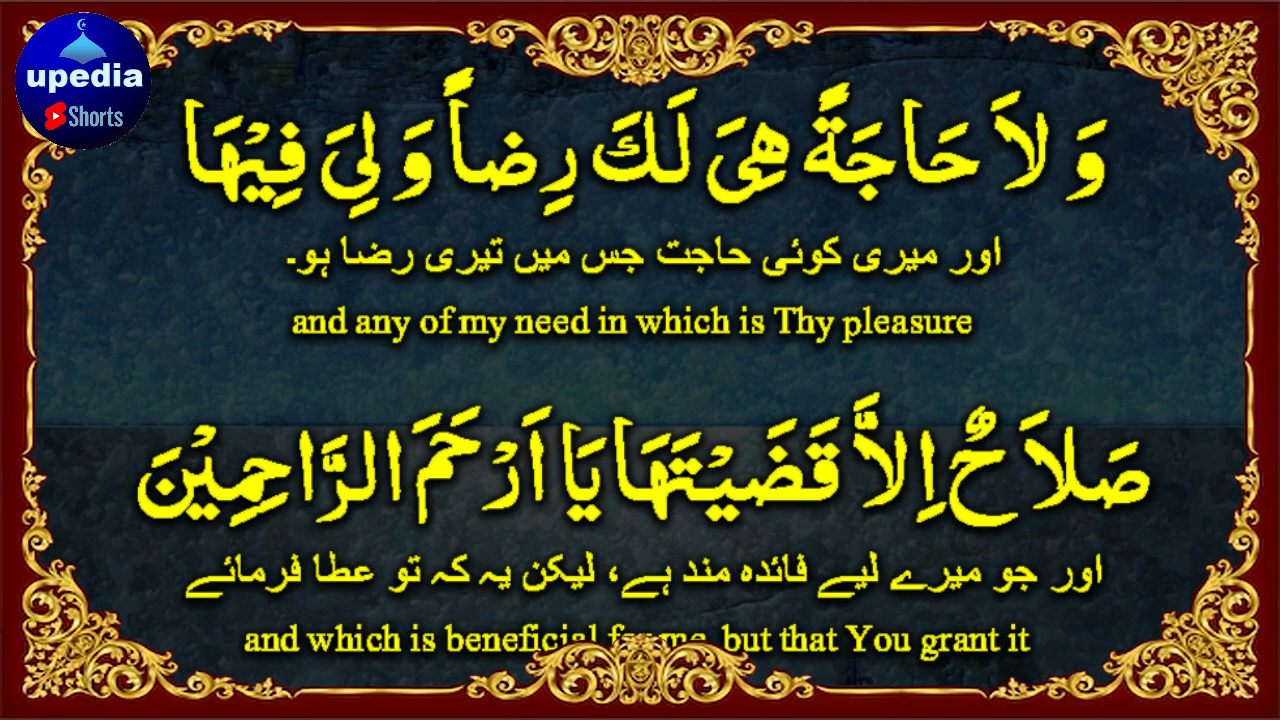 upedia
Shorts
وَ لاَ حَاجَةً هِىَ لَكَ رِضاً وَ لِىَ فِيْهَا
اور میری کوئی حاجت جس میں تیری رضا ہو۔
and any of my need in which is Thy pleasure
صَلاَحٌ اِلاَّ قَضَيْتَهَا يَا اَرْحَمَ الرَّاحِمِيْنَ
اور جو میرے لیے فائدہ مند ہے، لیکن یہ کہ تو عطا فرمائے
and which is beneficial for me, but that You grant it